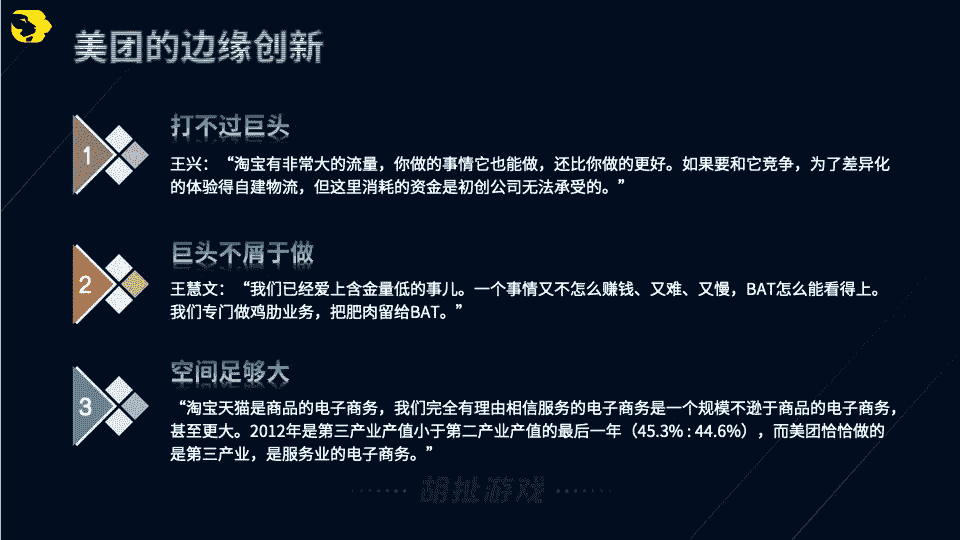 美团的边缘创新
1
打不过巨头
王兴：“淘宝有非常大的流量，你做的事情它也能做，还比你做的更好。如果要和它竞争，为了差异化
的体验得自建物流，但这里消耗的资金是初创公司无法承受的。”
2
巨头不屑于做
王慧文：“我们已经爱上含金量低的事儿。一个事情又不怎么赚钱、又难、又慢，BAT怎么能看得上。
我们专门做鸡肋业务，把肥肉留给BAT。”
3
空间足够大
“淘宝天猫是商品的电子商务，我们完全有理由相信服务的电子商务是一个规模不逊于商品的电子商务，
甚至更大。2012年是第三产业产值小于第二产业产值的最后一年（45.3% : 44.6%），而美团恰恰做的
是第三产业，是服务业的电子商务。”
胡扯游戏